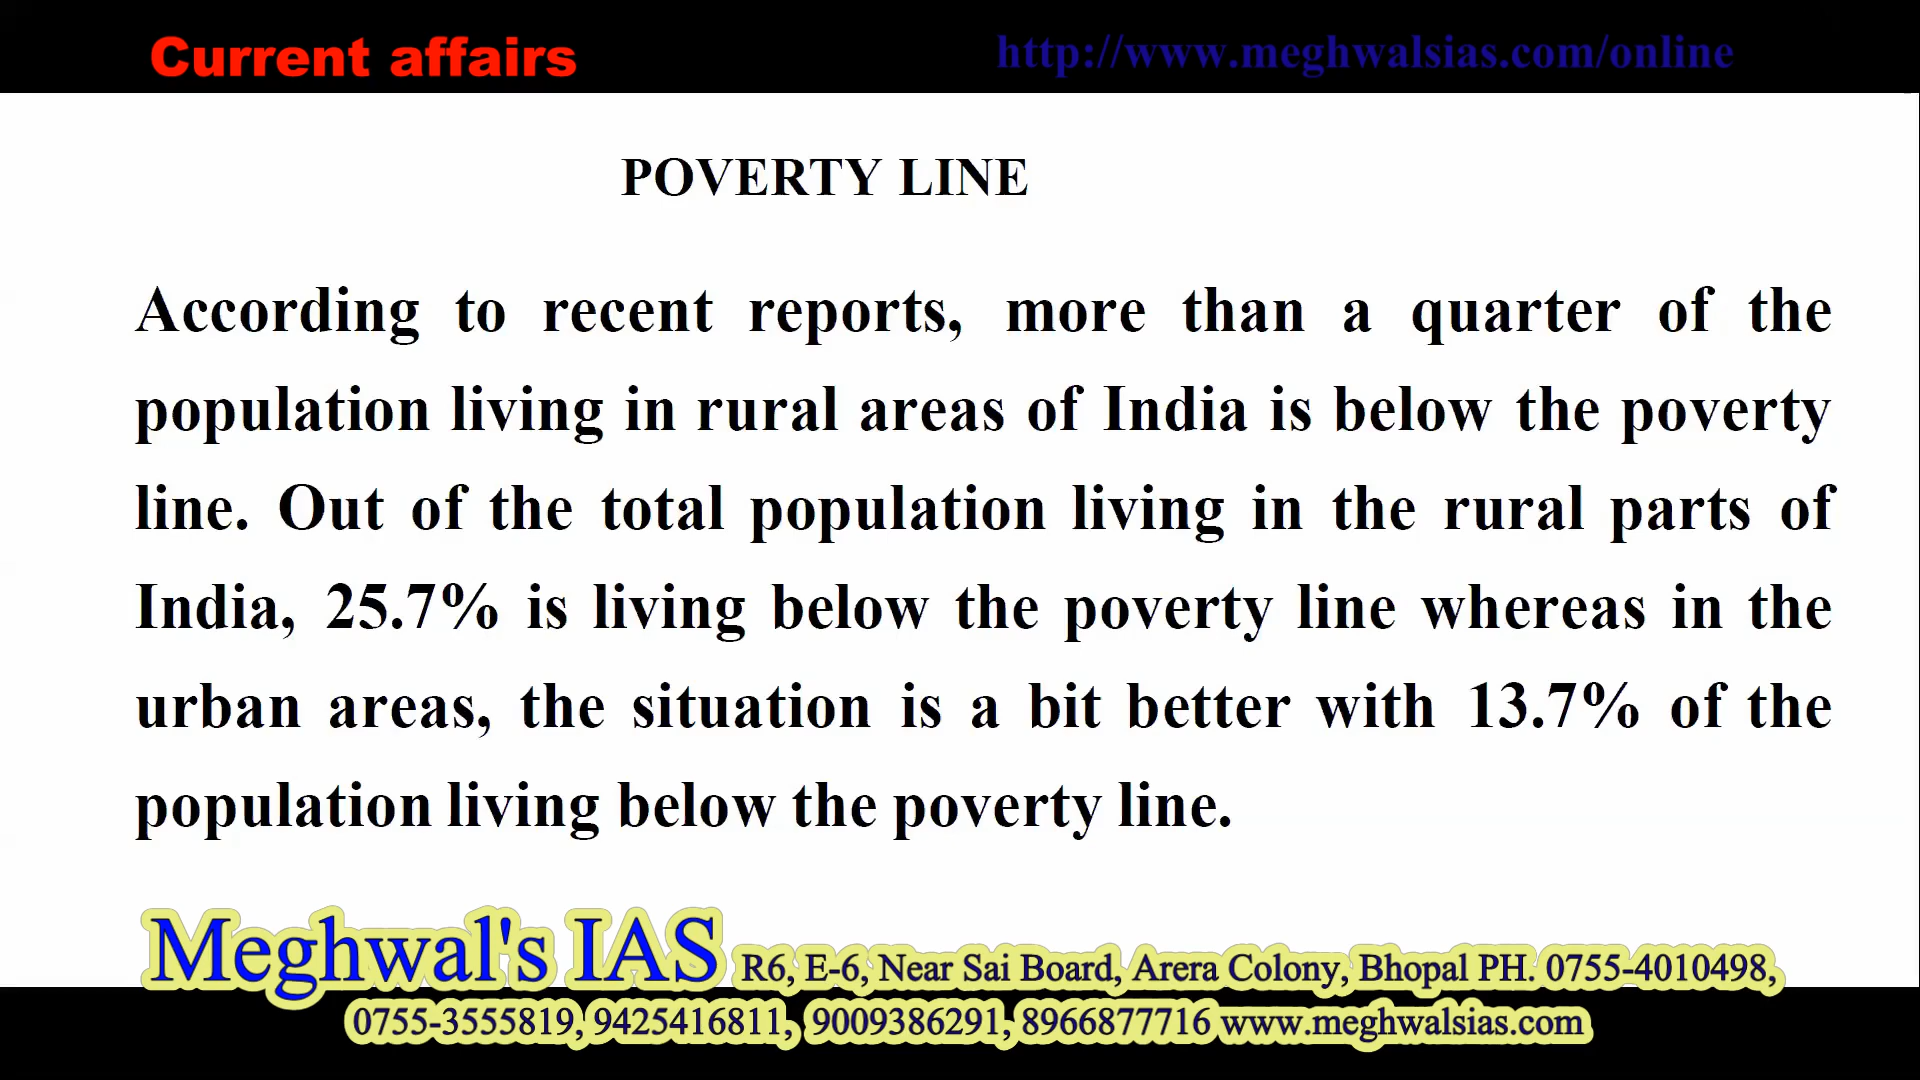 Current affairs
http://www.meghwalsias.com/online
POVERTY LINE
According to recent reports, more than a quarter of the
population living in rural areas of India is below the poverty
line. Out of the total population living in the rural parts of
India, 25.7% is living below the poverty line whereas in the
urban areas, the situation is a bit better with 13.7% of the
population living below the poverty line.
Meghwal's IAS R6, E-6, Near Sai Board, Arera Colony, Bhopal PH. 0755-4010498,
0755-3555819, 9425416811, 9009386291, 8966877716 www.meghwalsias.com